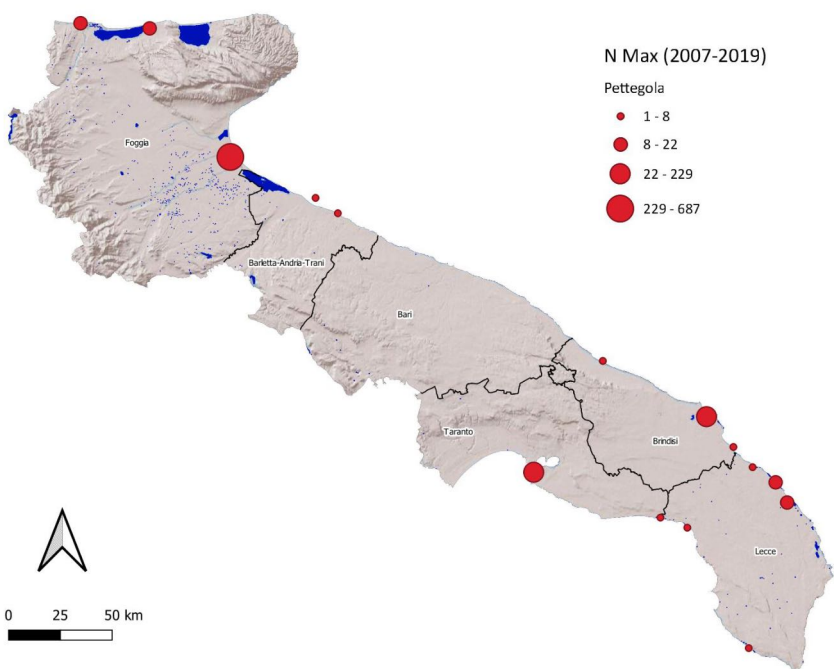 N Max (2007-2019)
Pettegola
1 - 8
8 - 22
22 - 229
229 - 687
Foggia
Barletta-Andria-Trani
Bari
Taranto
Brindisi
Lecce
0 25 50 km